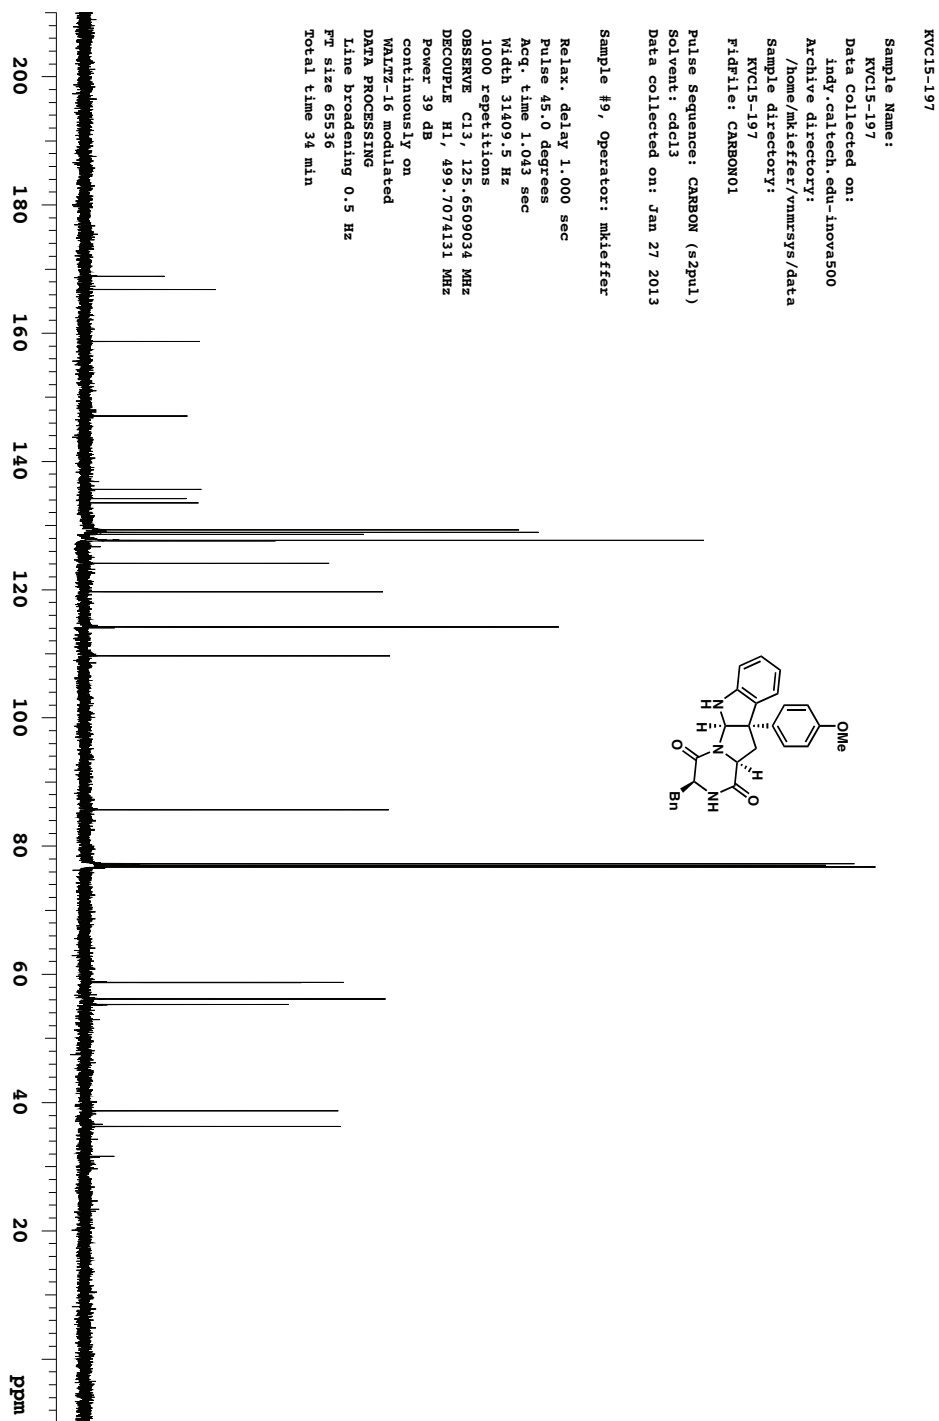 KVC15-197
Sample Name:
KVC15-197
Data Collected on:
indy.caltech.edu-inova500
Archive directory:
/home/mkieffer/vnmrsys/data
Sample directory:
KVC15-197
FidFile: CARBON01
Pulse Sequence: CARBON (s2pul)
Solvent: cdcl3
Data collected on: Jan 27 2013
Sample #9, Operator: mkieffer
Relax. delay 1.000 sec
Pulse 45.0 degrees
Acq. time 1.043 sec
Width 31409.5 Hz
1000 repetitions
OBSERVE C13, 125.6509034 MHz
DECOUPLE H1, 499.7074131 MHz
Power 39 dB
continuously on
WALTZ-16 modulated
DATA PROCESSING
Line broadening 0.5 Hz
FT size 65536
Total time 34 min
OMe
N
H
H
N
H
O
O
NH
Bn
200 180 160 140 120 100 80 60 40 20 ppm